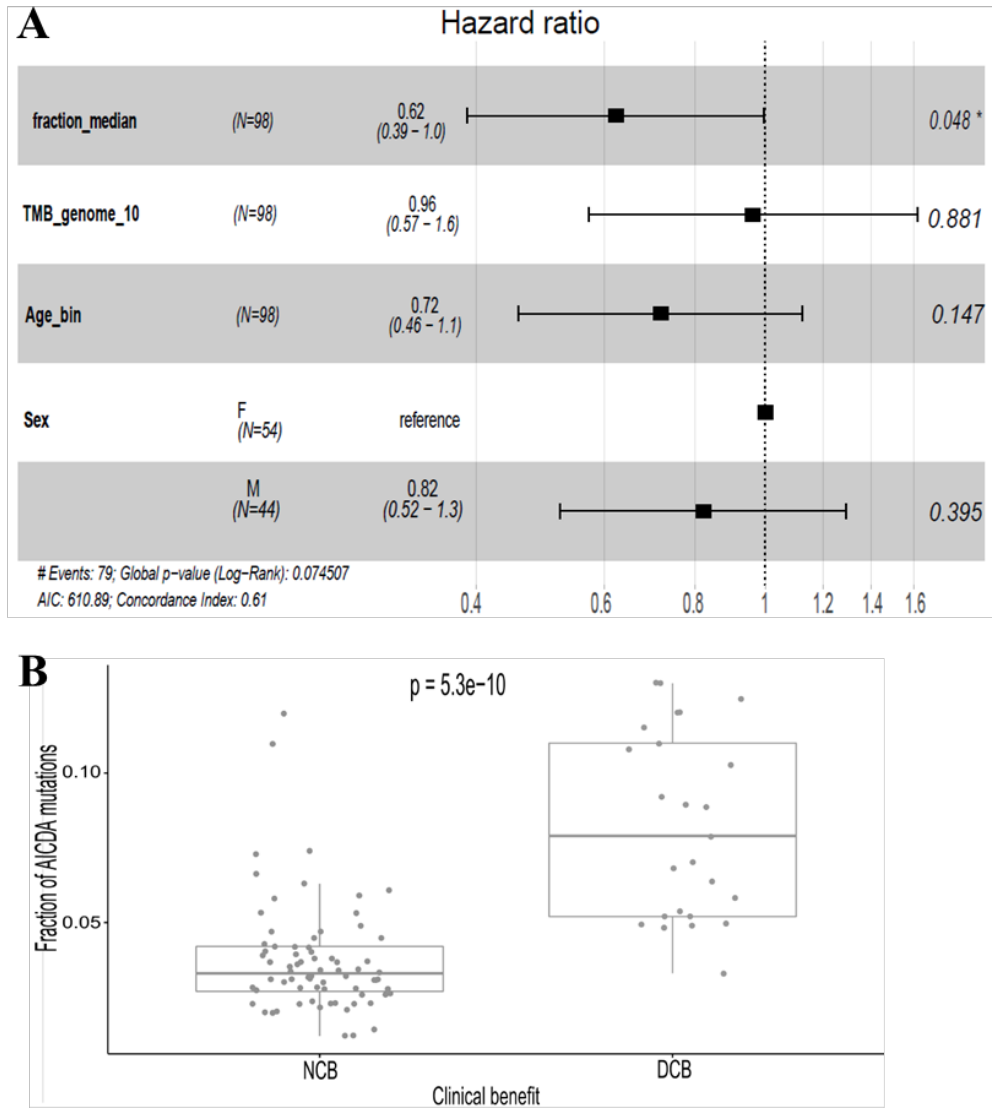 A
Hazard ratio
fraction_median (N=98) 0.62 0.048 *
(0.39 − 1.0)
TMB_genome_10 (N=98) 0.96 0.881
(0.57 − 1.6)
Age_bin (N=98) 0.72 0.147
(0.46 − 1.1)
Sex F reference
(N=54)
M 0.82 0.395
(N=44) (0.52 − 1.3)
# Events: 79; Global p−value (Log−Rank): 0.074507
AIC: 610.89; Concordance Index: 0.61
0.4 0.6 0.8 1 1.2 1.4 1.6
B
p = 5.3e−10
Fraction of AICDA mutations
0.10
0.05
NCB DCB
Clinical benefit